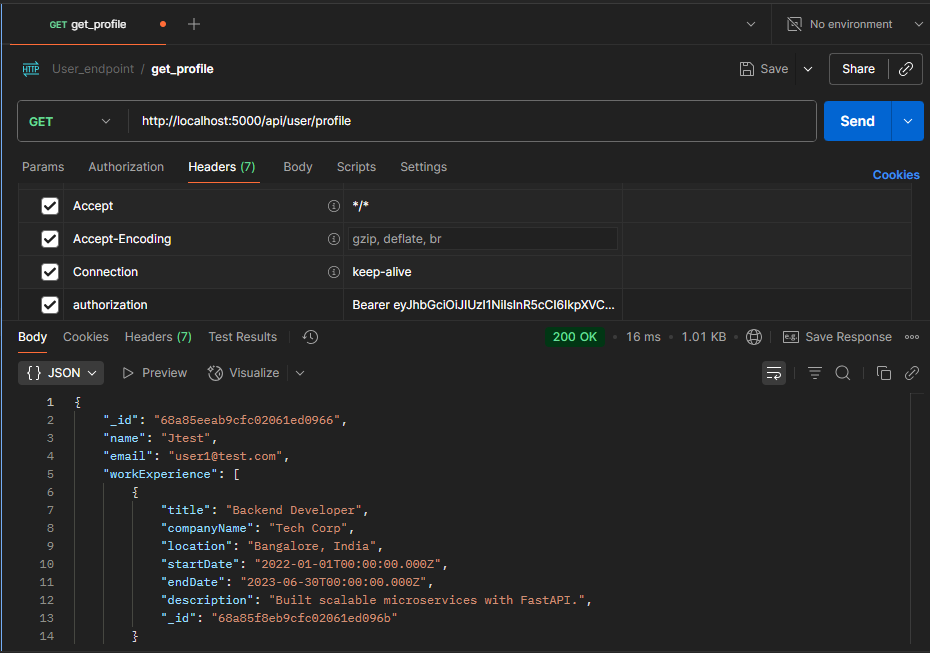 GET get_profile
No environment
HTTP User_endpoint / get_profile Save Share
GET http://localhost:5000/api/user/profile Send
Params Authorization Headers (7) Body Scripts Settings Cookies
Accept */*
Accept-Encoding gzip, deflate, br
Connection keep-alive
authorization Bearer eyJhbGciOiJIUzI1NiIsInR5cCI6IkpXVC...
Body Cookies Headers (7) Test Results 200 OK • 16 ms • 1.01 KB • e.g. Save Response
{} JSON Preview Visualize
1 {
2 "_id": "68a85eeab9cfc02061ed0966",
3 "name": "Jtest",
4 "email": "user1@test.com",
5 "workExperience": [
6 {
7 "title": "Backend Developer",
8 "companyName": "Tech Corp",
9 "location": "Bangalore, India",
10 "startDate": "2022-01-01T00:00:00.000Z",
11 "endDate": "2023-06-30T00:00:00.000Z",
12 "description": "Built scalable microservices with FastAPI.",
13 "_id": "68a85f8eb9cfc02061ed096b"
14 }